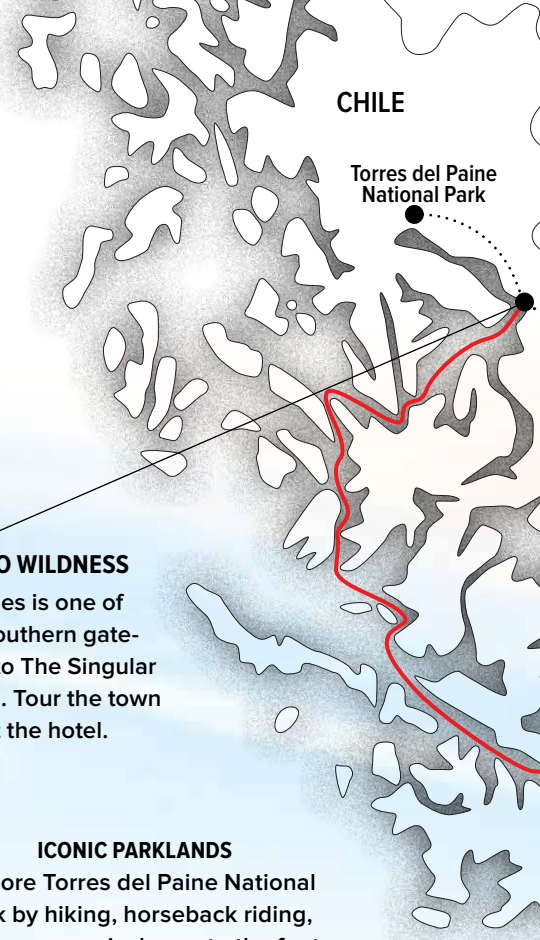 CHILE
Torres del Paine
National Park
O WILDNESS
es is one of
outhern gate-
to The Singular
. Tour the town
t the hotel.
ICONIC PARKLANDS
ore Torres del Paine National
k by hiking, horseback riding,